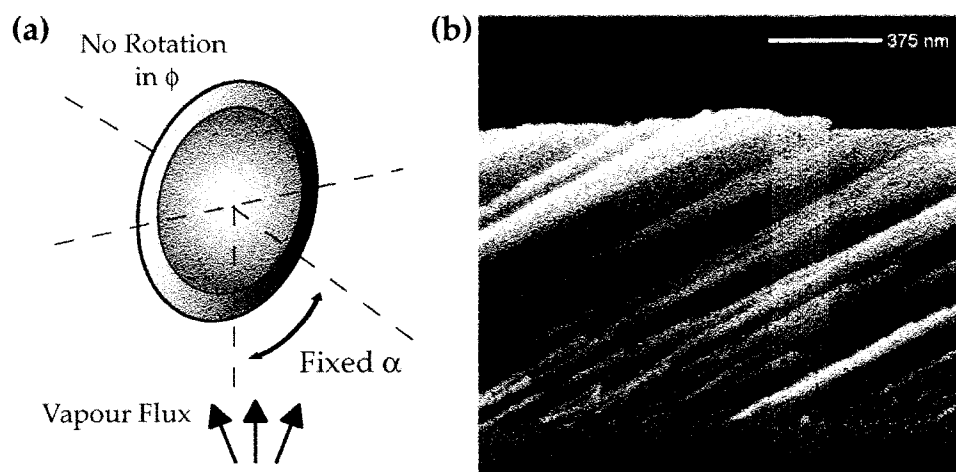 (a)
No Rotation
in ϕ
Fixed α
Vapour Flux
(b)
375 nm